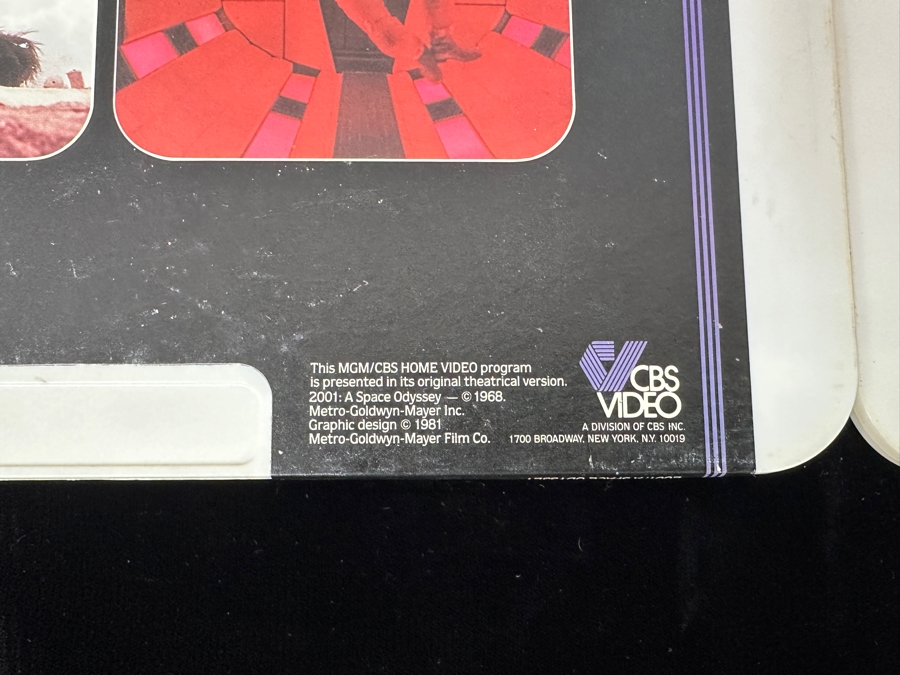 This MGM/CBS HOME VIDEO program
is presented in its original theatrical version.
2001: A Space Odyssey — © 1968.
Metro-Goldwyn-Mayer Inc.
Graphic design © 1981
Metro-Goldwyn-Mayer Film Co.
CBS
VIDEO
A DIVISION OF CBS INC.
1700 BROADWAY, NEW YORK, N.Y. 10019